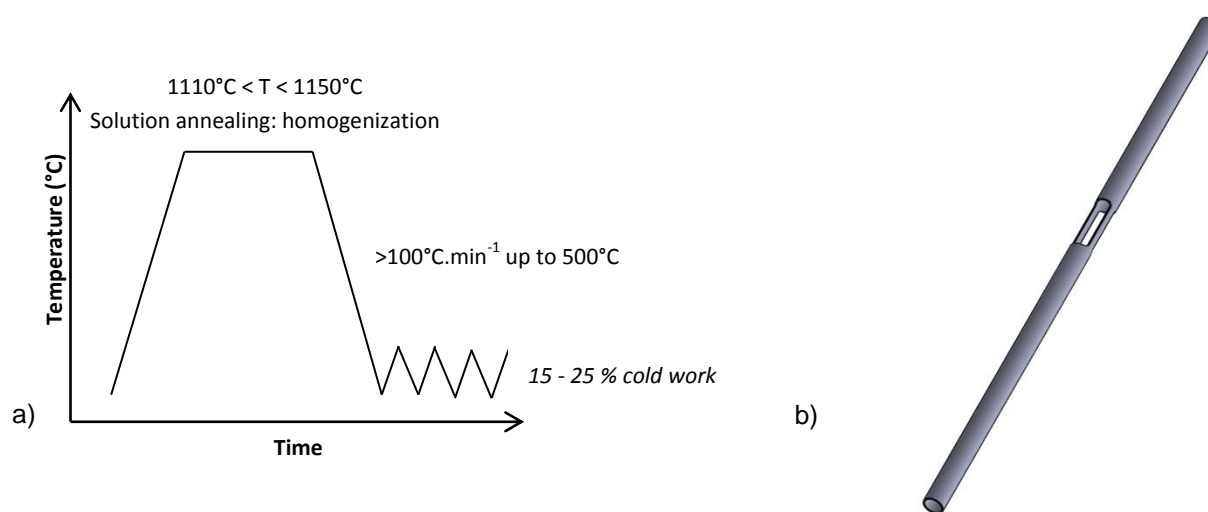 1110°C < T < 1150°C
Solution annealing: homogenization
Temperature (°C)
>100°C.min⁻¹ up to 500°C
15 - 25 % cold work
a)
Time
b)